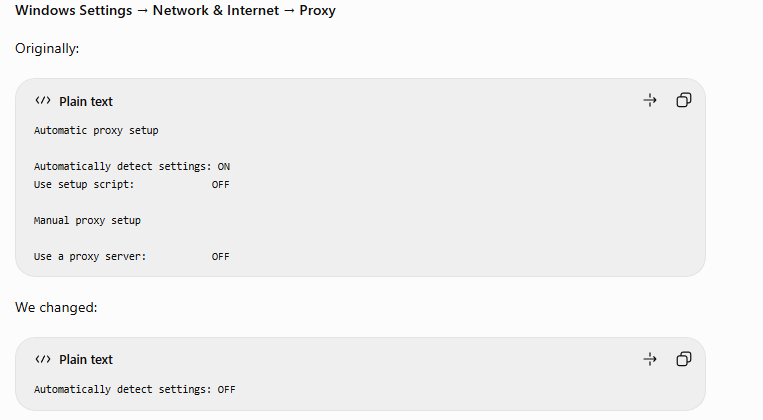 Windows Settings → Network & Internet → Proxy
Originally:
</> Plain text
Automatic proxy setup
Automatically detect settings: ON
Use setup script:             OFF
Manual proxy setup
Use a proxy server:           OFF
We changed:
</> Plain text
Automatically detect settings: OFF